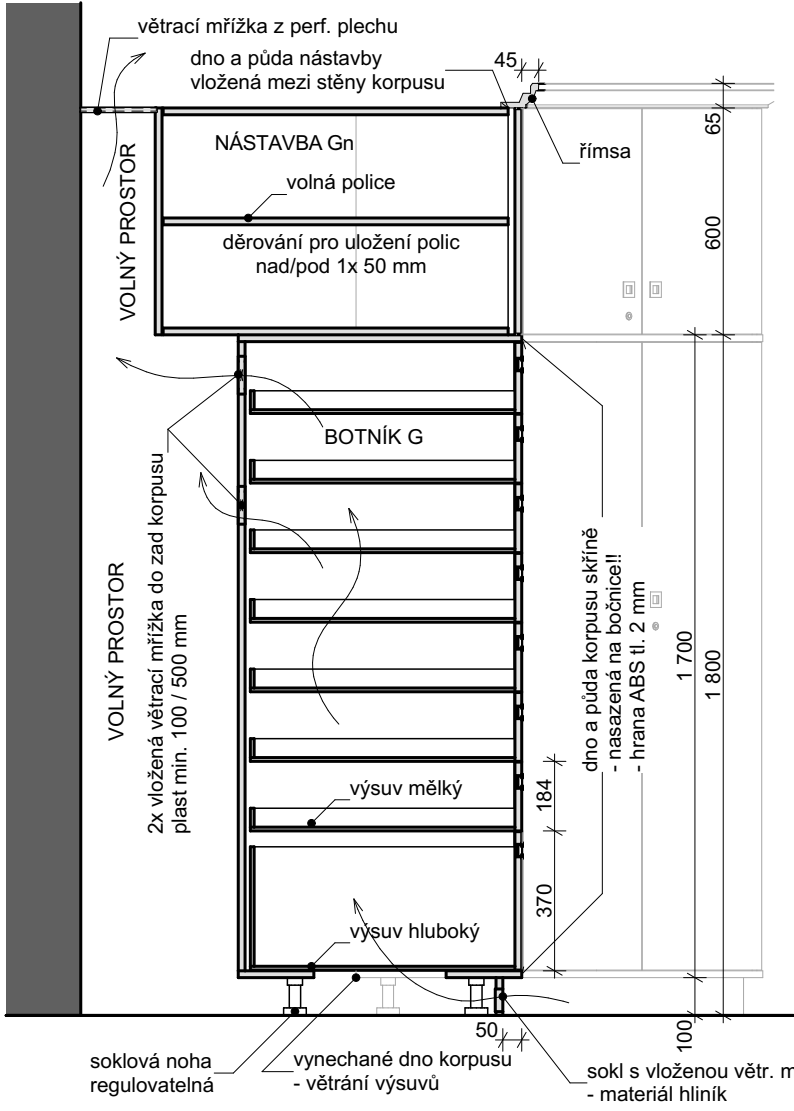 větrací mřížka z perf. plechu
dno a půda nástavby
vložená mezi stěny korpusu
45
65
římsa
NÁSTAVBA Gn
volná police
děrování pro uložení polic
nad/pod 1x 50 mm
600
VOLNÝ PROSTOR
BOTNÍK G
2x vložená větrací mřížka do zad korpusu
plast min. 100 / 500 mm
VOLNÝ PROSTOR
dno a půda korpusu skříně
- nasazená na bočnice!!
- hrana ABS tl. 2 mm
1 700
1 800
184
výsuv mělký
370
výsuv hluboký
50
100
soklová noha
regulovatelná
vynechané dno korpusu
- větrání výsuvů
sokl s vloženou větr. m
- materiál hliník